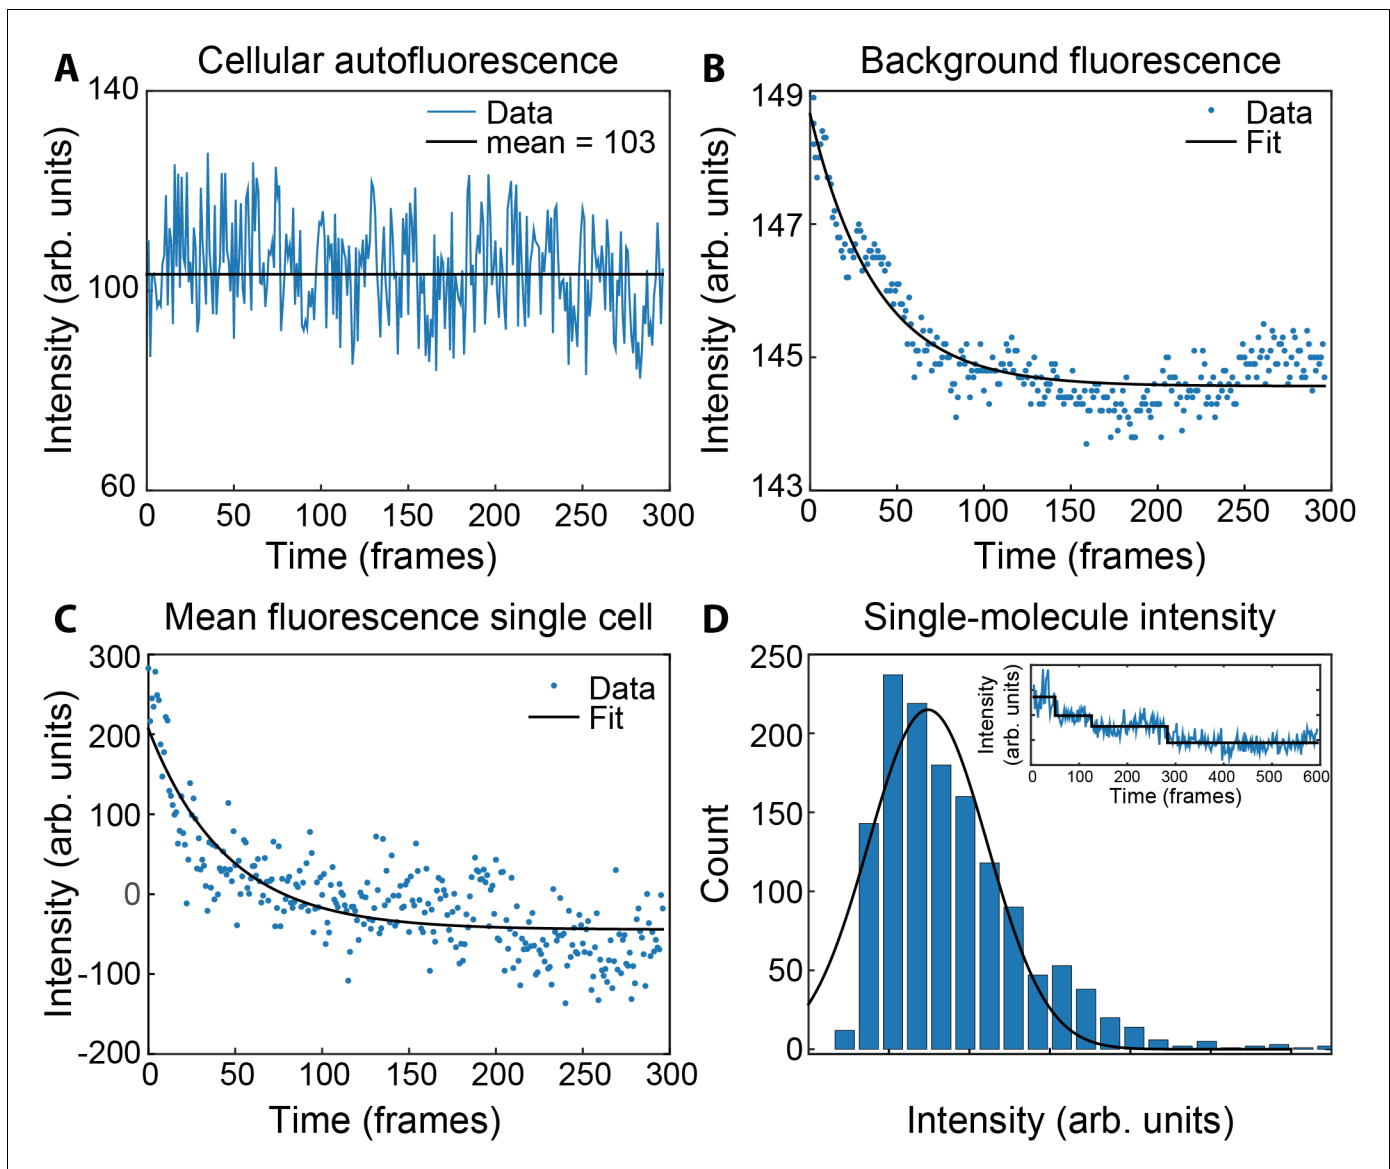 A
Cellular autofluorescence
140
100
60
Intensity (arb. units)
Data
mean = 103
0 50 100 150 200 250 300
Time (frames)
B
Background fluorescence
149
147
145
143
Intensity (arb. units)
Data
Fit
0 50 100 150 200 250 300
Time (frames)
C
Mean fluorescence single cell
300
200
100
0
-100
-200
Intensity (arb. units)
Data
Fit
0 50 100 150 200 250 300
Time (frames)
D
Single-molecule intensity
250
200
150
100
50
0
Count
Intensity
(arb. units)
0 100 200 300 400 500 600
Time (frames)
Intensity (arb. units)